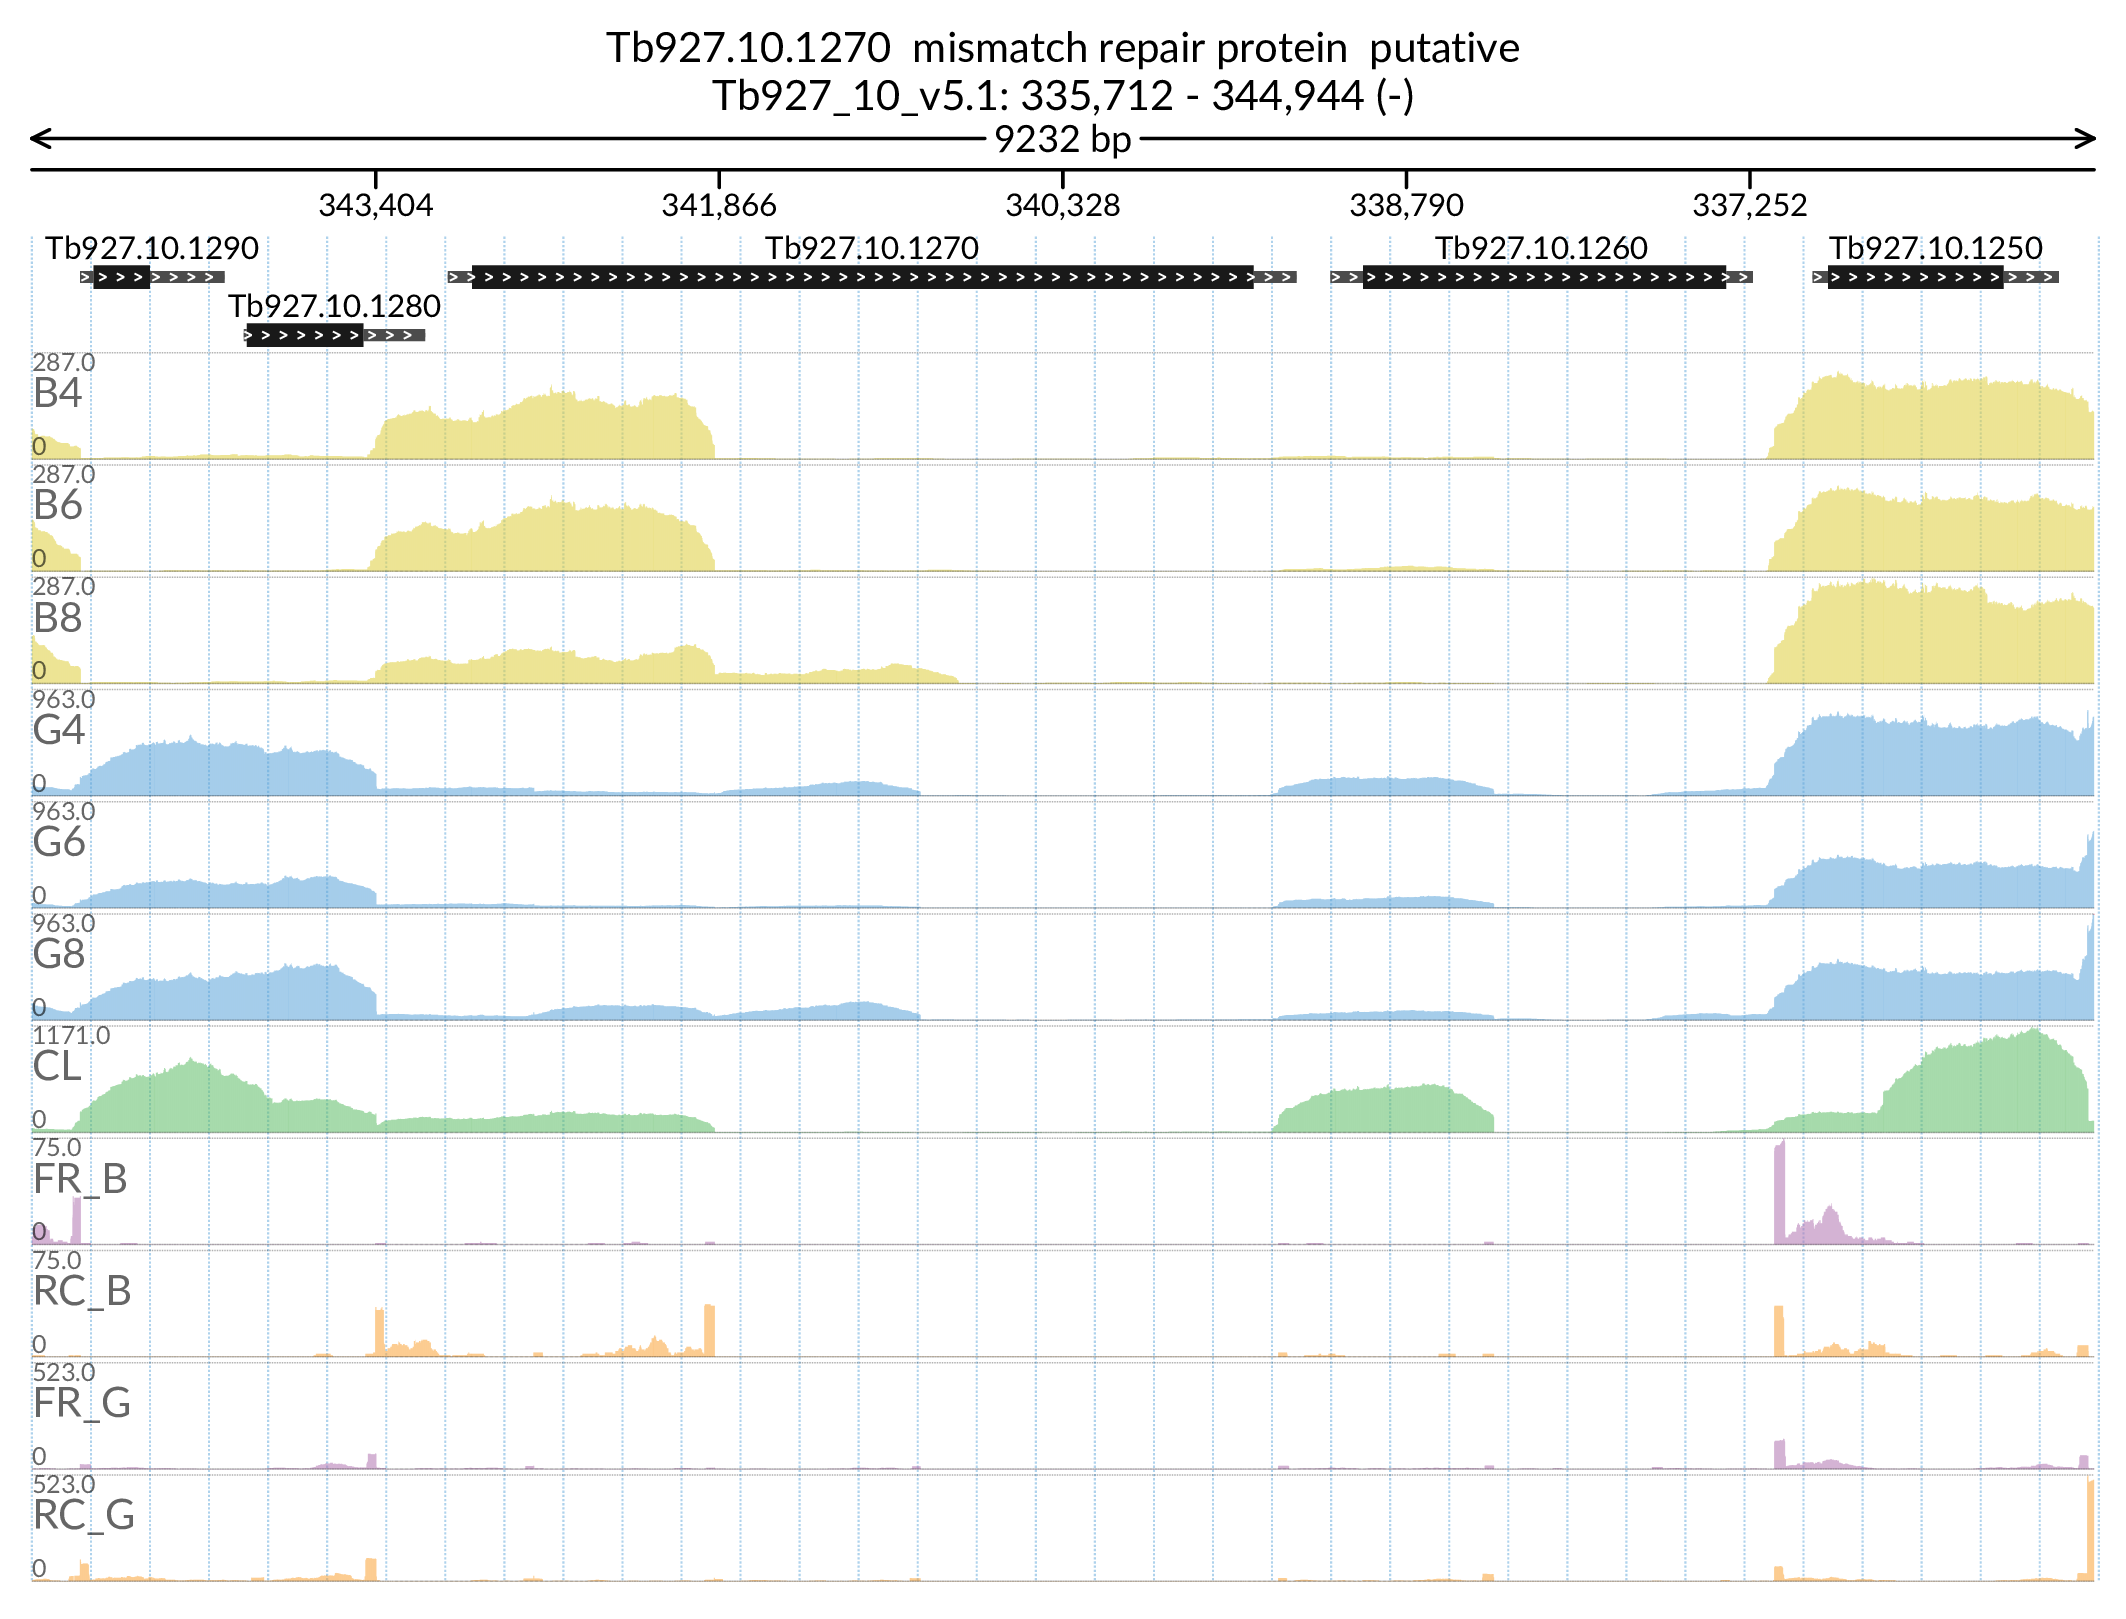 Tb927.10.1270  mismatch repair protein  putative
Tb927_10_v5.1: 335,712 - 344,944 (-)
9232 bp
343,404 341,866 340,328 338,790 337,252
Tb927.10.1290 Tb927.10.1270 Tb927.10.1260 Tb927.10.1250
Tb927.10.1280
287.0
B4
0
287.0
B6
0
287.0
B8
0
963.0
G4
0
963.0
G6
0
963.0
G8
0
1171.0
CL
0
75.0
FR_B
0
75.0
RC_B
0
523.0
FR_G
0
523.0
RC_G
0